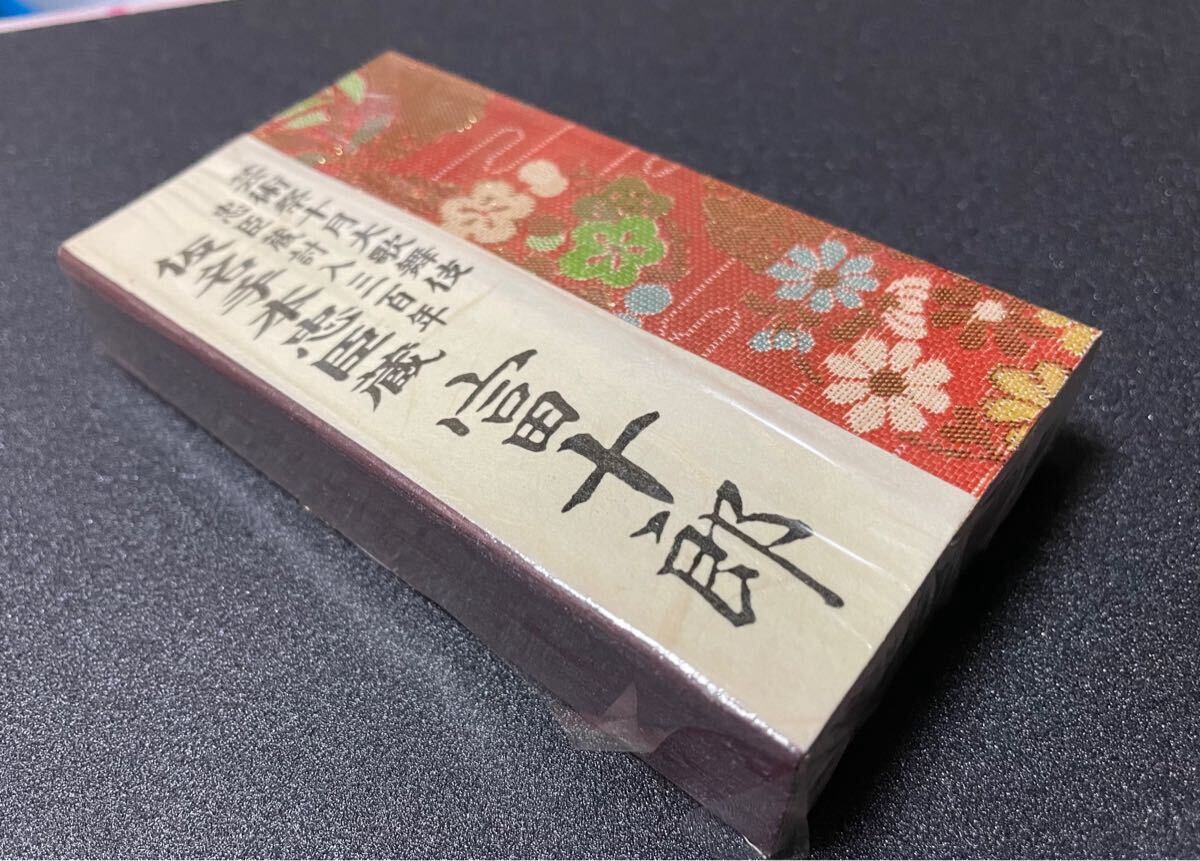 芸術祭十月大歌舞伎
忠臣蔵討入三百年
仮名手本忠臣蔵
富十郎